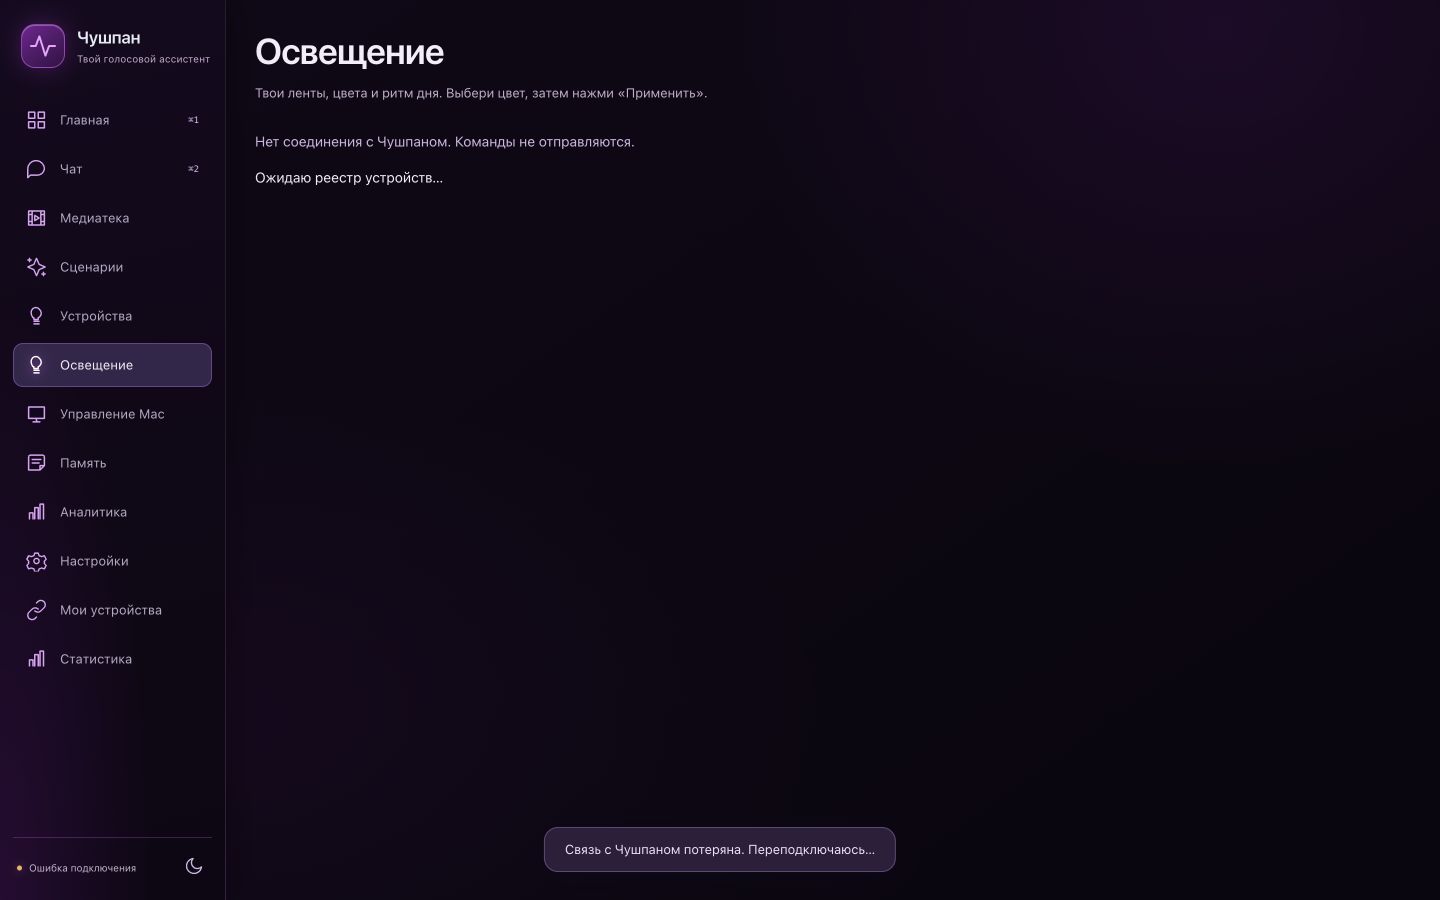 Чушпан
Твой голосовой ассистент
Главная ⌘1
Чат ⌘2
Медиатека
Сценарии
Устройства
Освещение
Управление Mac
Память
Аналитика
Настройки
Мои устройства
Статистика
Ошибка подключения
Освещение
Твои ленты, цвета и ритм дня. Выбери цвет, затем нажми «Применить».
Нет соединения с Чушпаном. Команды не отправляются.
Ожидаю реестр устройств...
Связь с Чушпаном потеряна. Переподключаюсь...